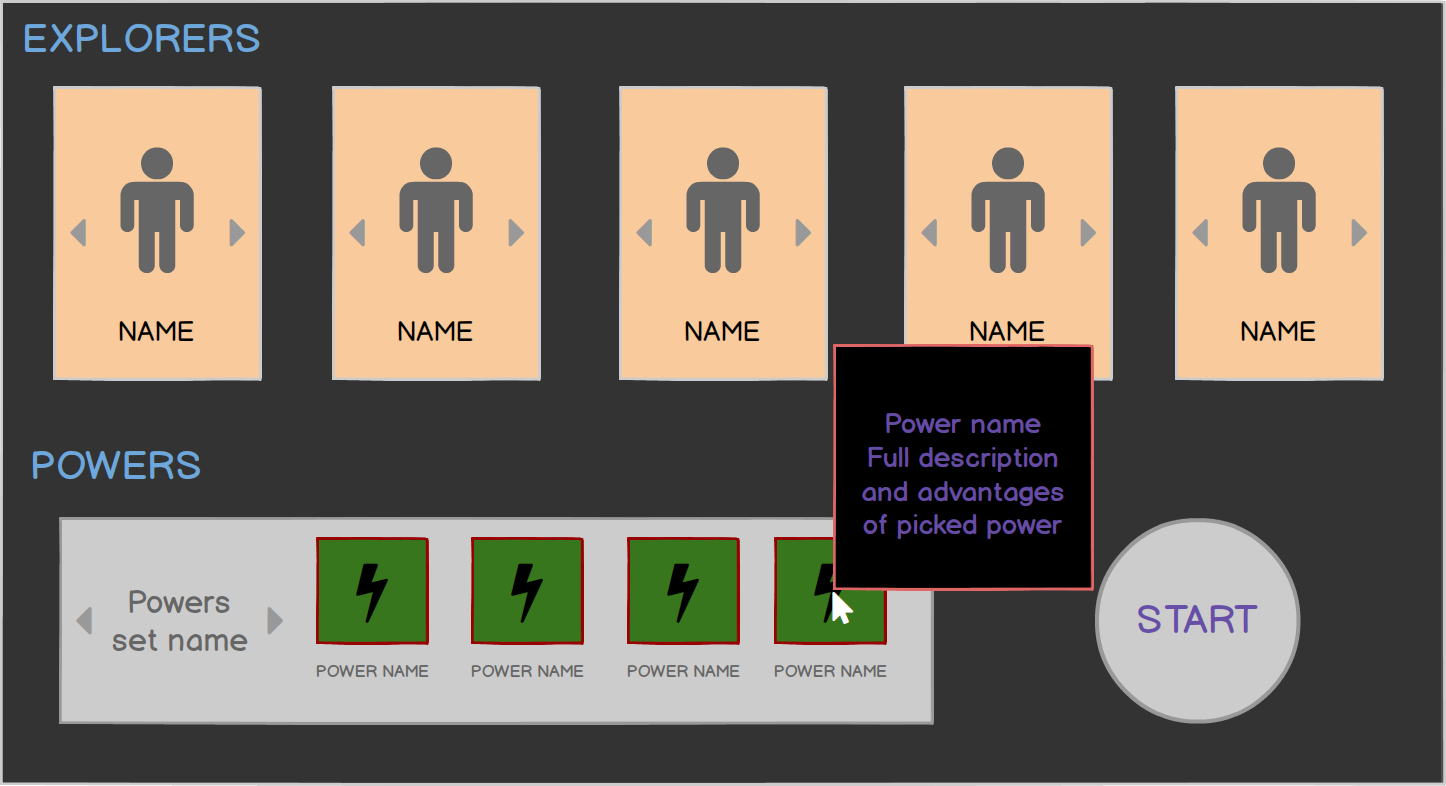 EXPLORERS
NAME
NAME
NAME
NAME
NAME
Power name
Full description
and advantages
of picked power
POWERS
Powers
set name
POWER NAME
POWER NAME
POWER NAME
POWER NAME
START